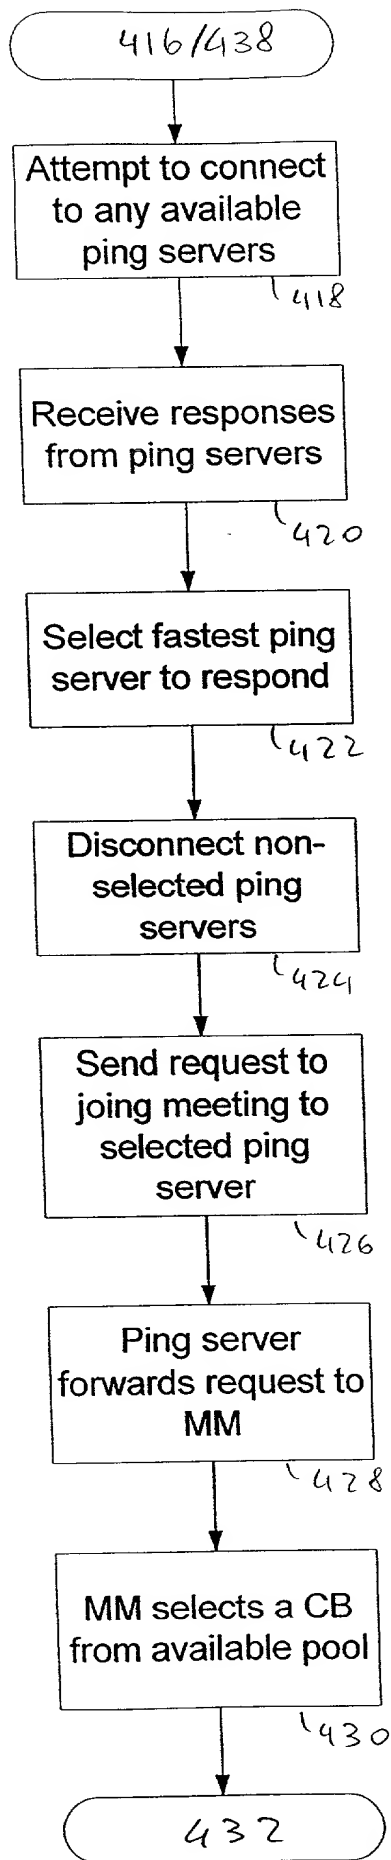 416/438
Attempt to connect
to any available
ping servers
418
Receive responses
from ping servers
420
Select fastest ping
server to respond
422
Disconnect non-
selected ping
servers
424
Send request to
joing meeting to
selected ping
server
426
Ping server
forwards request to
MM
428
MM selects a CB
from available pool
430
432